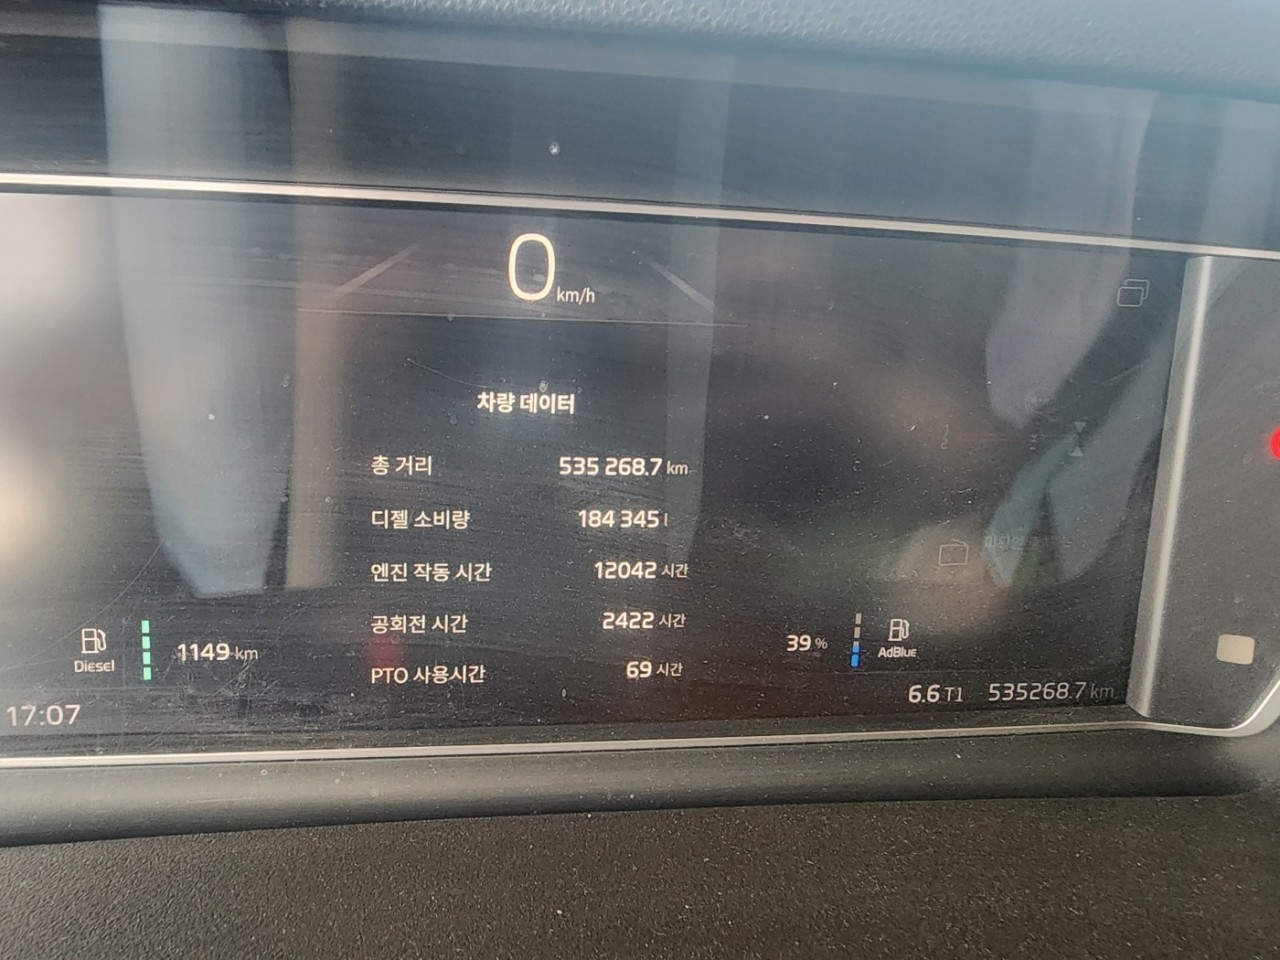 0 km/h
차량 데이터
총 거리 535 268.7 km
디젤 소비량 184 345 l
엔진 작동 시간 12042 시간
공회전 시간 2422 시간
PTO 사용시간 69 시간
Diesel 1149 km
39 % AdBlue
17:07
6.6 T1 535268.7 km